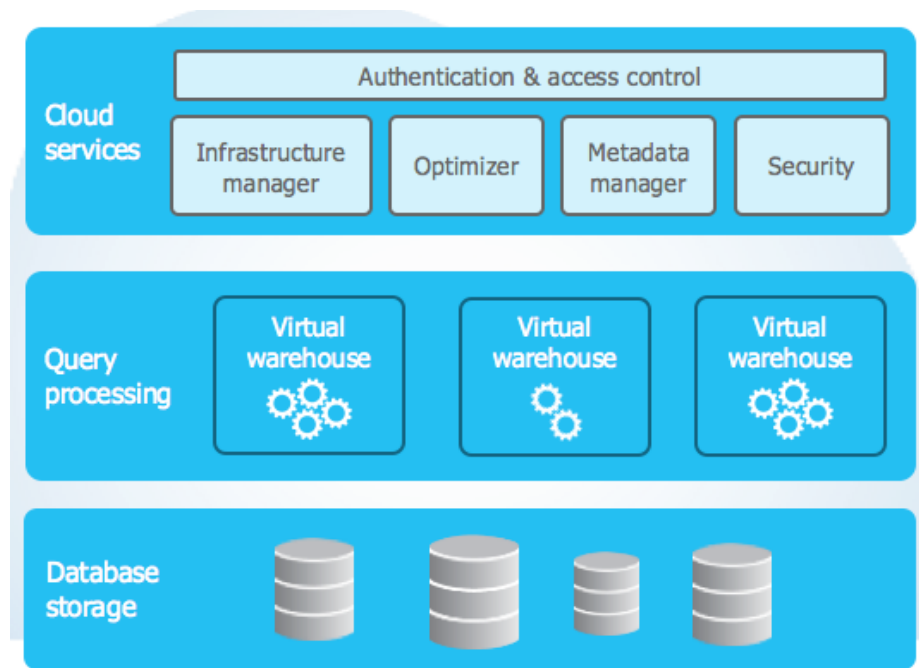 Cloud
services
Authentication & access control
Infrastructure
manager
Optimizer
Metadata
manager
Security
Query
processing
Virtual
warehouse
Virtual
warehouse
Virtual
warehouse
Database
storage